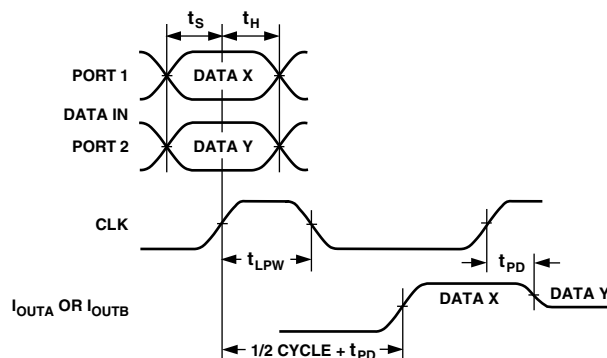 tS tH
PORT 1 DATA X
DATA IN
PORT 2 DATA Y
CLK
tLPW tPD
IOUTA OR IOUTB DATA X DATA Y
1/2 CYCLE + tPD